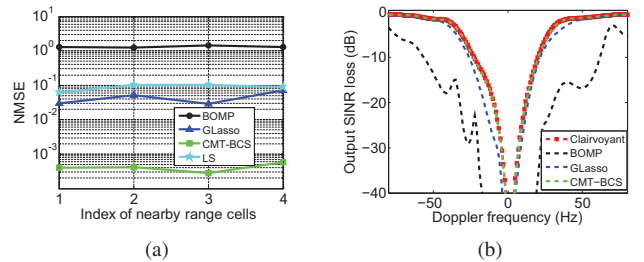 10^1
10^0
10^-1
10^-2
10^-3
NMSE
BOMP
GLasso
CMT-BCS
LS
1 2 3 4
Index of nearby range cells
(a)
0
−10
−20
−30
−40
Output SINR loss (dB)
Clairvoyant
BOMP
GLasso
CMT−BCS
−50 0 50
Doppler frequency (Hz)
(b)